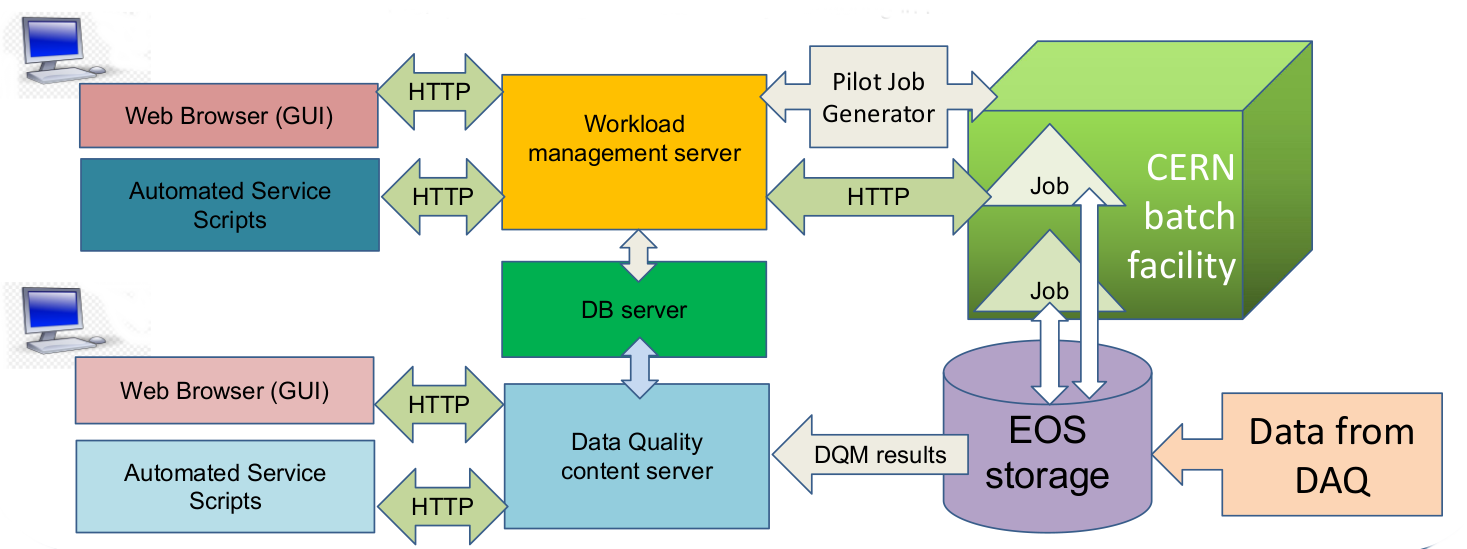 Web Browser (GUI)
HTTP
Automated Service
Scripts
HTTP
Workload
management server
Pilot Job
Generator
HTTP
Job
Job
CERN
batch
facility
DB server
Web Browser (GUI)
HTTP
Automated Service
Scripts
HTTP
Data Quality
content server
DQM results
EOS
storage
Data from
DAQ